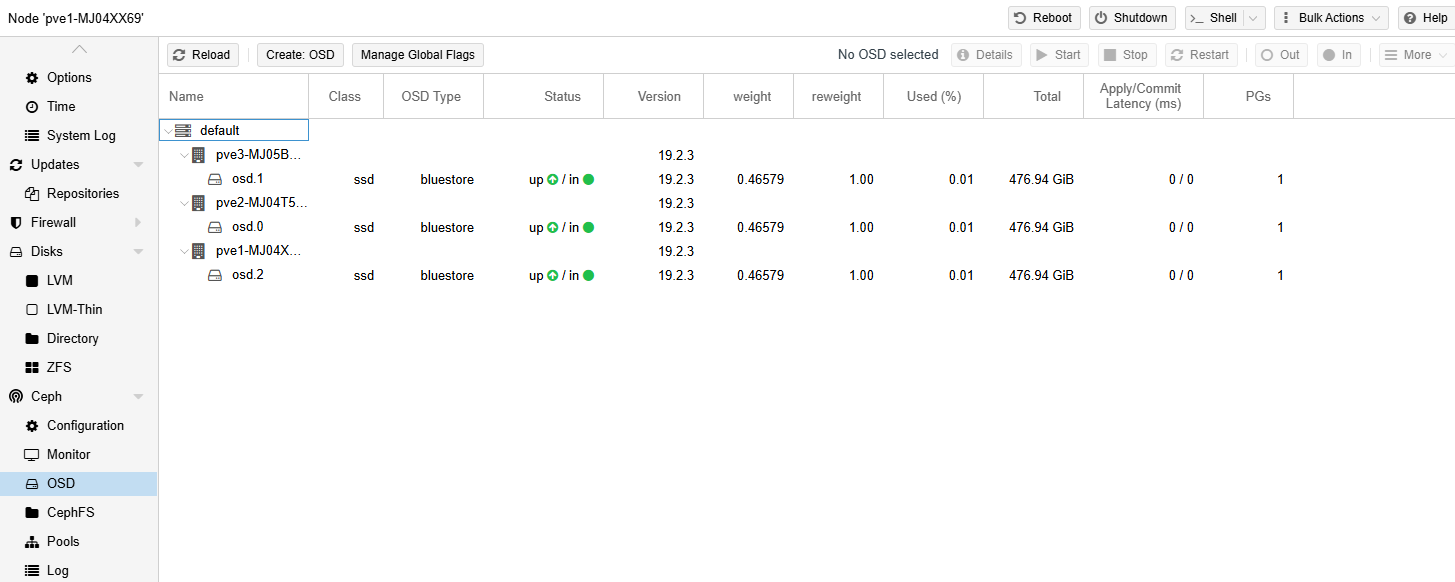 Node 'pve1-MJ04XX69'
Reboot
Shutdown
>_ Shell
Bulk Actions
Help
Options
Time
System Log
Updates
Repositories
Firewall
Disks
LVM
LVM-Thin
Directory
ZFS
Ceph
Configuration
Monitor
OSD
CephFS
Pools
Log
Reload
Create: OSD
Manage Global Flags
No OSD selected
Details
Start
Stop
Restart
Out
In
More
Name Class OSD Type Status Version weight reweight Used (%) Total Apply/Commit Latency (ms) PGs
default
pve3-MJ05B... 19.2.3
osd.1 ssd bluestore up / in 19.2.3 0.46579 1.00 0.01 476.94 GiB 0 / 0 1
pve2-MJ04T5... 19.2.3
osd.0 ssd bluestore up / in 19.2.3 0.46579 1.00 0.01 476.94 GiB 0 / 0 1
pve1-MJ04X... 19.2.3
osd.2 ssd bluestore up / in 19.2.3 0.46579 1.00 0.01 476.94 GiB 0 / 0 1